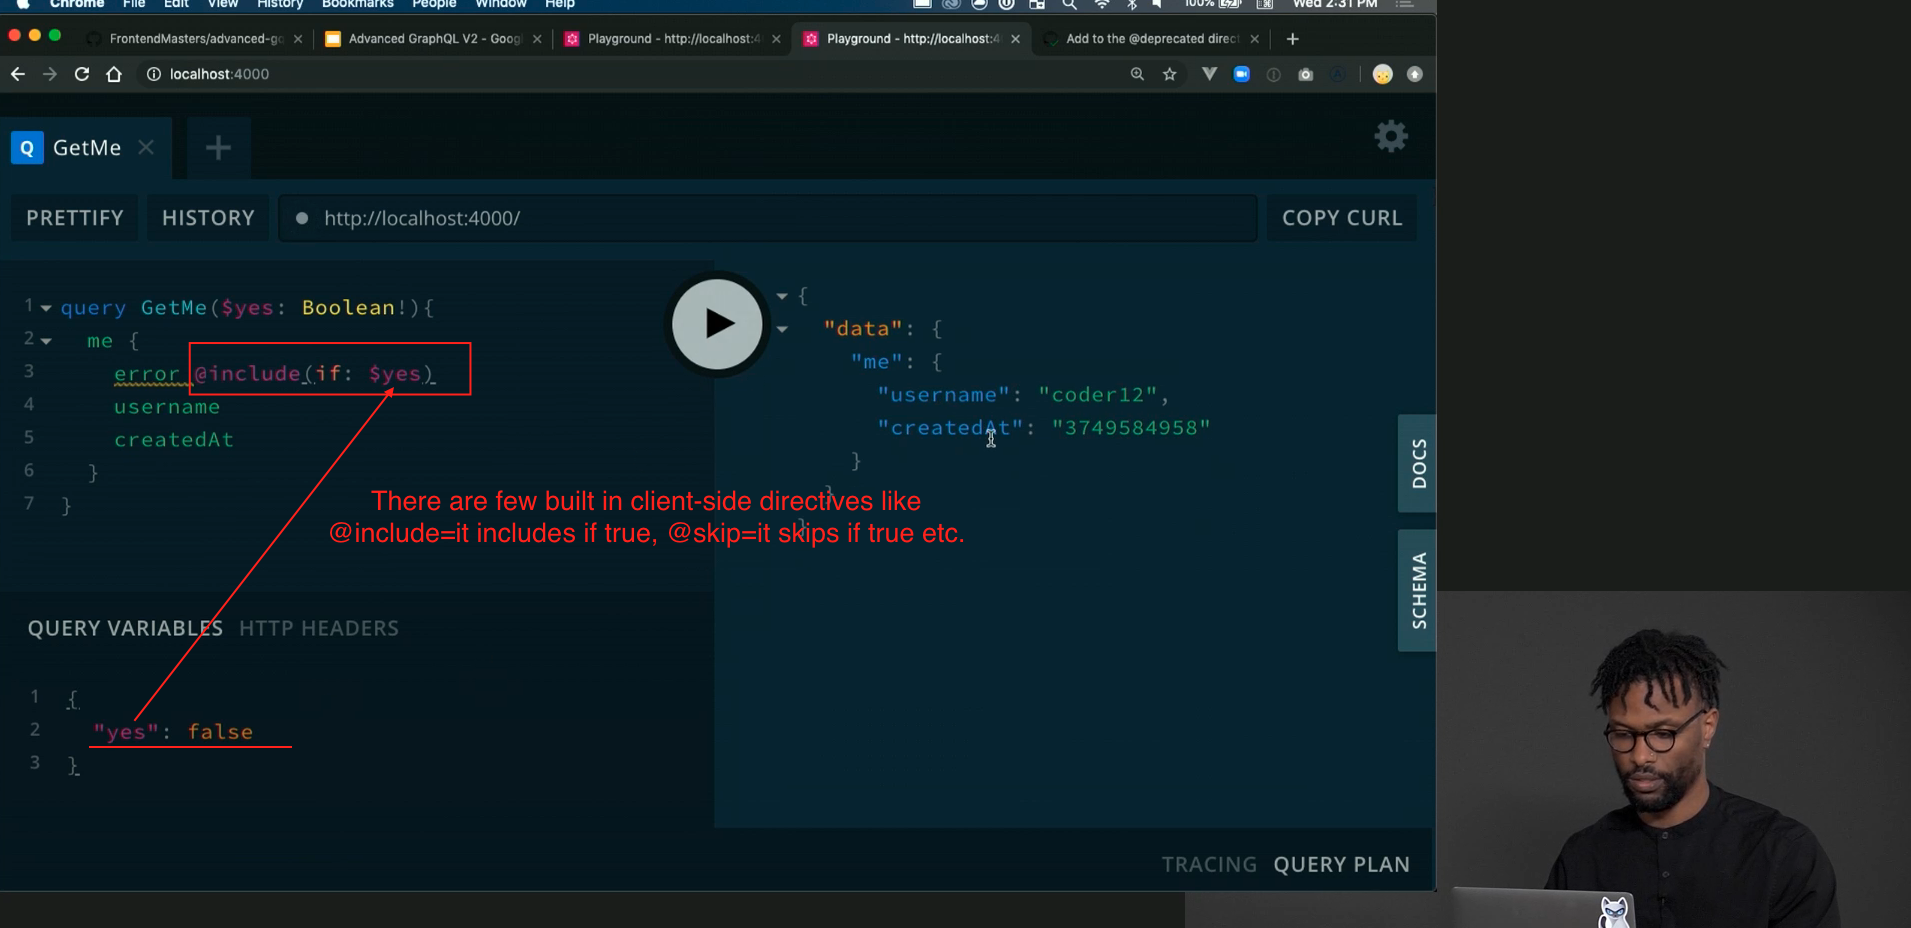 Chrome File Edit View History Bookmarks People Window Help 100% Wed 2:31 PM
FrontendMasters/advanced-gq Advanced GraphQL V2 - Goog Playground - http://localhost:4 Playground - http://localhost:4 Add to the @deprecated direct
localhost:4000
Q GetMe
PRETTIFY HISTORY http://localhost:4000/ COPY CURL
1 query GetMe($yes: Boolean!){
2 me {
3 error @include(if: $yes)
4 username
5 createdAt
6 }
7 }
{
"data": {
"me": {
"username": "coder12",
"createdAt": "3749584958"
}
}
}
There are few built in client-side directives like
@include=it includes if true, @skip=it skips if true etc.
DOCS
SCHEMA
QUERY VARIABLES HTTP HEADERS
1 {
2 "yes": false
3 }
TRACING QUERY PLAN